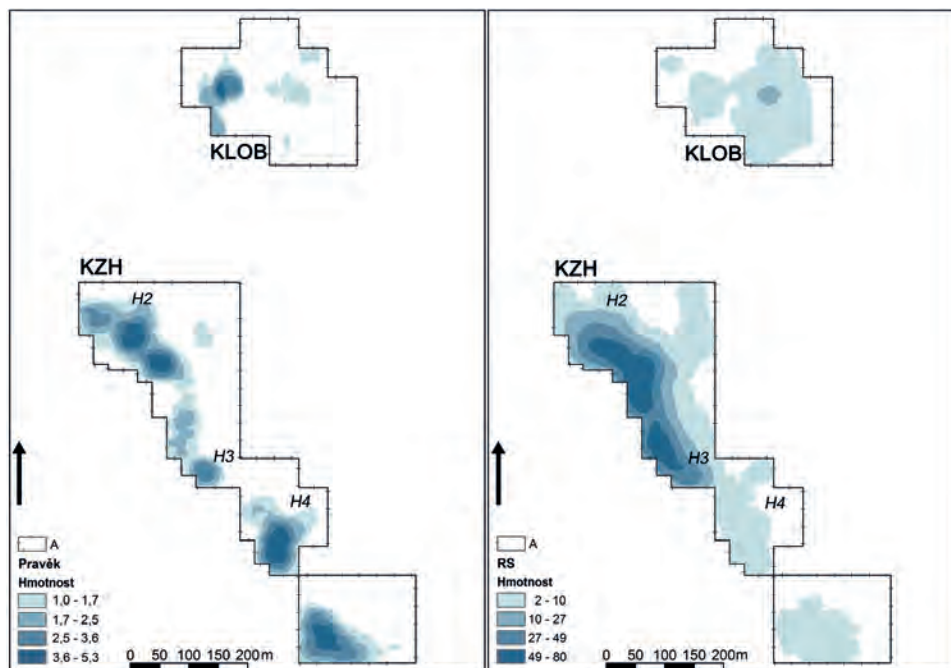 KLOB
KZH
H2
H3
H4
A
Pravěk
Hmotnost
1,0 - 1,7
1,7 - 2,5
2,5 - 3,6
3,6 - 5,3
0 50 100 200m
KLOB
KZH
H2
H3
H4
A
RS
Hmotnost
2 - 10
10 - 27
27 - 49
49 - 80
0 50 100 200m